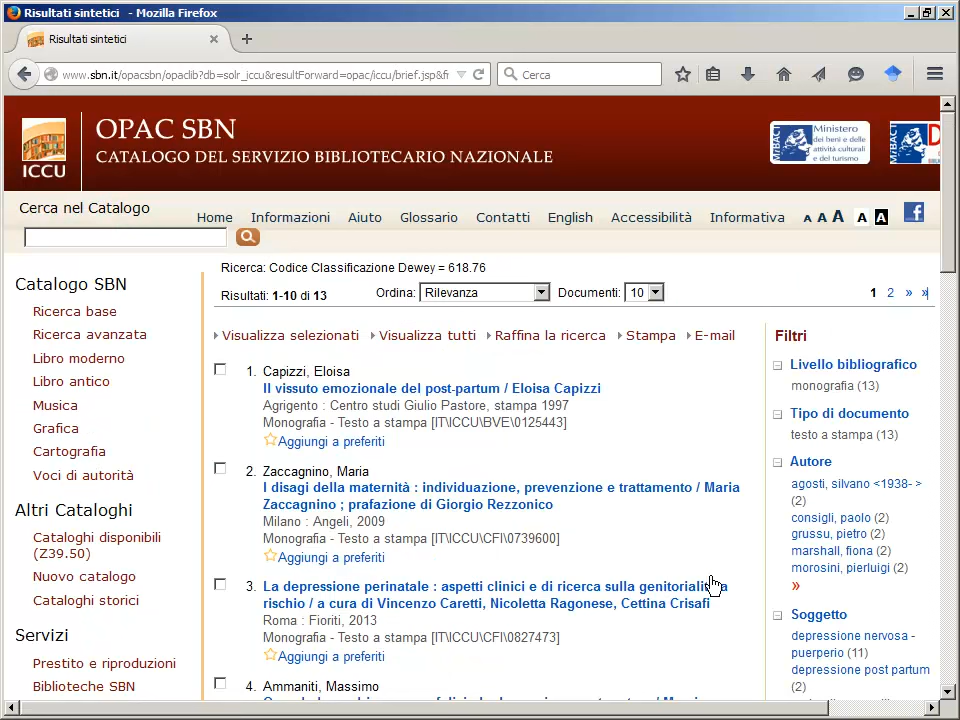 Risultati sintetici - Mozilla Firefox
Risultati sintetici
www.sbn.it/opacsbn/opaclib?db=solr_iccu&resultForward=opac/iccu/brief.jsp&fr
Cerca
ICCU
OPAC SBN
CATALOGO DEL SERVIZIO BIBLIOTECARIO NAZIONALE
MiBACT
Ministero
dei beni e delle
attività culturali
e del turismo
MiBACT
Cerca nel Catalogo
Home Informazioni Aiuto Glossario Contatti English Accessibilità Informativa A A A A A f
Ricerca: Codice Classificazione Dewey = 618.76
Risultati: 1-10 di 13 Ordina: Rilevanza Documenti: 10 1 2 » »|
Visualizza selezionati Visualizza tutti Raffina la ricerca Stampa E-mail
Catalogo SBN
Ricerca base
Ricerca avanzata
Libro moderno
Libro antico
Musica
Grafica
Cartografia
Voci di autorità
Altri Cataloghi
Cataloghi disponibili
(Z39.50)
Nuovo catalogo
Cataloghi storici
Servizi
Prestito e riproduzioni
Biblioteche SBN
1. Capizzi, Eloisa
Il vissuto emozionale del post-partum / Eloisa Capizzi
Agrigento : Centro studi Giulio Pastore, stampa 1997
Monografia - Testo a stampa [IT\ICCU\BVE\0125443]
Aggiungi a preferiti
2. Zaccagnino, Maria
I disagi della maternità : individuazione, prevenzione e trattamento / Maria
Zaccagnino ; prafazione di Giorgio Rezzonico
Milano : Angeli, 2009
Monografia - Testo a stampa [IT\ICCU\CFI\0739600]
Aggiungi a preferiti
3. La depressione perinatale : aspetti clinici e di ricerca sulla genitorialità a
rischio / a cura di Vincenzo Caretti, Nicoletta Ragonese, Cettina Crisafi
Roma : Fioriti, 2013
Monografia - Testo a stampa [IT\ICCU\CFI\0827473]
Aggiungi a preferiti
4. Ammaniti, Massimo
Filtri
Livello bibliografico
monografia (13)
Tipo di documento
testo a stampa (13)
Autore
agosti, silvano <1938- >
(2)
consigli, paolo (2)
grussu, pietro (2)
marshall, fiona (2)
morosini, pierluigi (2)
»
Soggetto
depressione nervosa -
puerperio (11)
depressione post partum
(2)